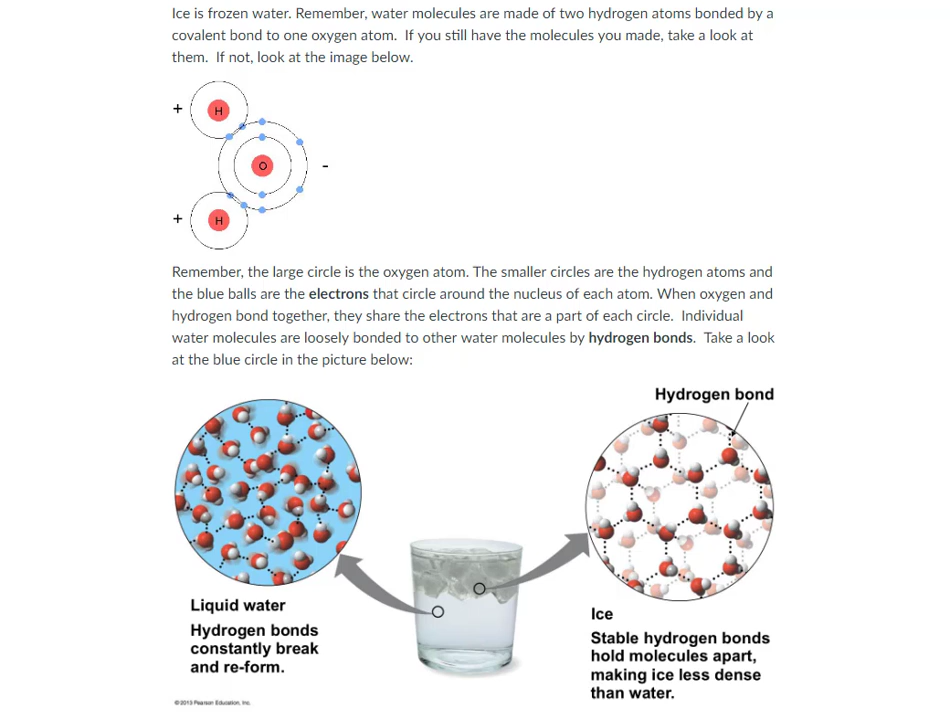 Ice is frozen water. Remember, water molecules are made of two hydrogen atoms bonded by a
covalent bond to one oxygen atom. If you still have the molecules you made, take a look at
them. If not, look at the image below.
+ H
O -
+ H
Remember, the large circle is the oxygen atom. The smaller circles are the hydrogen atoms and
the blue balls are the electrons that circle around the nucleus of each atom. When oxygen and
hydrogen bond together, they share the electrons that are a part of each circle. Individual
water molecules are loosely bonded to other water molecules by hydrogen bonds. Take a look
at the blue circle in the picture below:
Hydrogen bond
Liquid water
Hydrogen bonds
constantly break
and re-form.
Ice
Stable hydrogen bonds
hold molecules apart,
making ice less dense
than water.
©2013 Pearson Education, Inc.